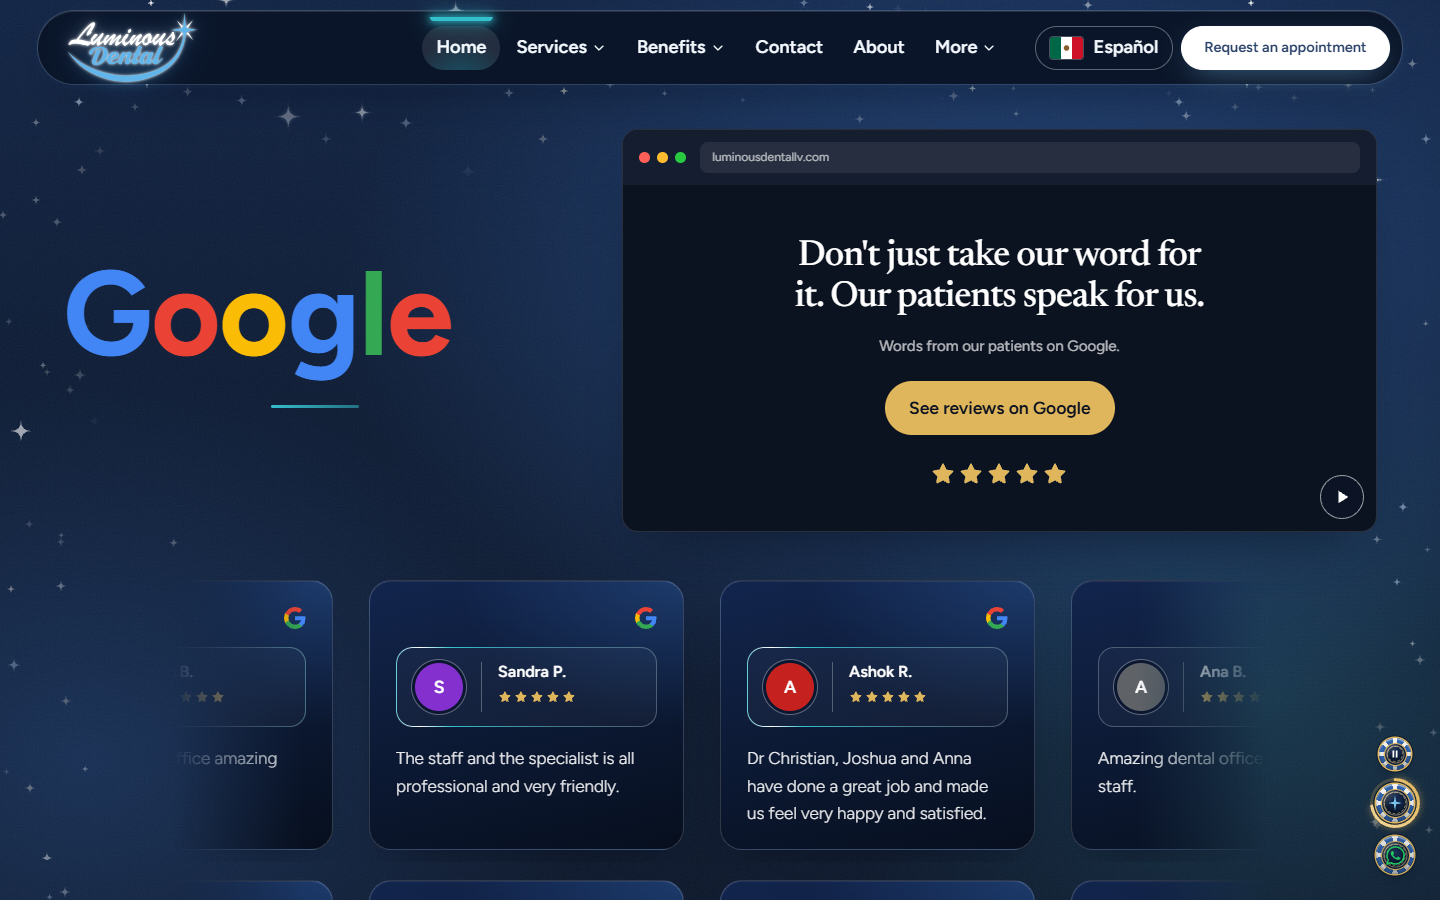 Luminous
Dental
Home
Services
Benefits
Contact
About
More
Español
Request an appointment
luminousdentallv.com
Google
Don't just take our word for
it. Our patients speak for us.
Words from our patients on Google.
See reviews on Google
B.
amazing
S
Sandra P.
The staff and the specialist is all
professional and very friendly.
A
Ashok R.
Dr Christian, Joshua and Anna
have done a great job and made
us feel very happy and satisfied.
A
Ana B.
Amazing dental office
staff.